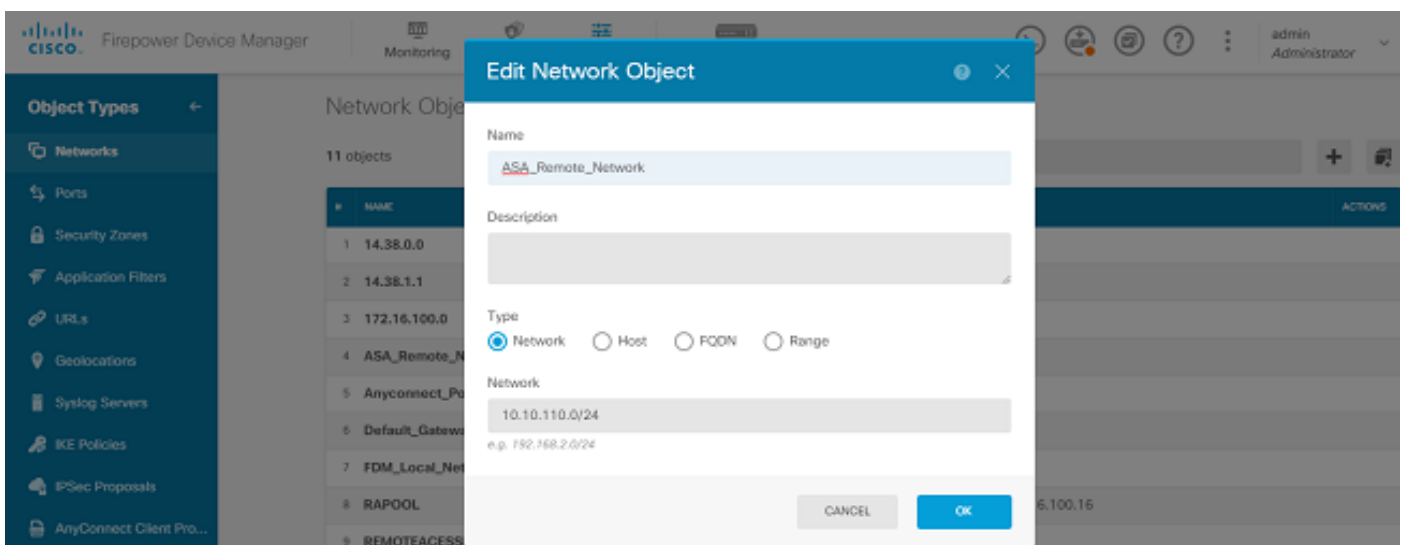 CISCO.
Firepower Device Manager
Monitoring
admin
Administrator
Edit Network Object
Object Types
Networks
Ports
Security Zones
Application Filters
URLs
Geolocations
Syslog Servers
IKE Policies
IPSec Proposals
AnyConnect Client Pro...
Network Obje
11 objects
# NAME ACTIONS
1 14.38.0.0
2 14.38.1.1
3 172.16.100.0
4 ASA_Remote_N
5 Anyconnect_Po
6 Default_Gatewa
7 FDM_Local_Net
8 RAPOOL 6.100.16
9 REMOTEACESS
Name
ASA_Remote_Network
Description
Type
Network Host FQDN Range
Network
10.10.110.0/24
e.g. 192.168.2.0/24
CANCEL OK